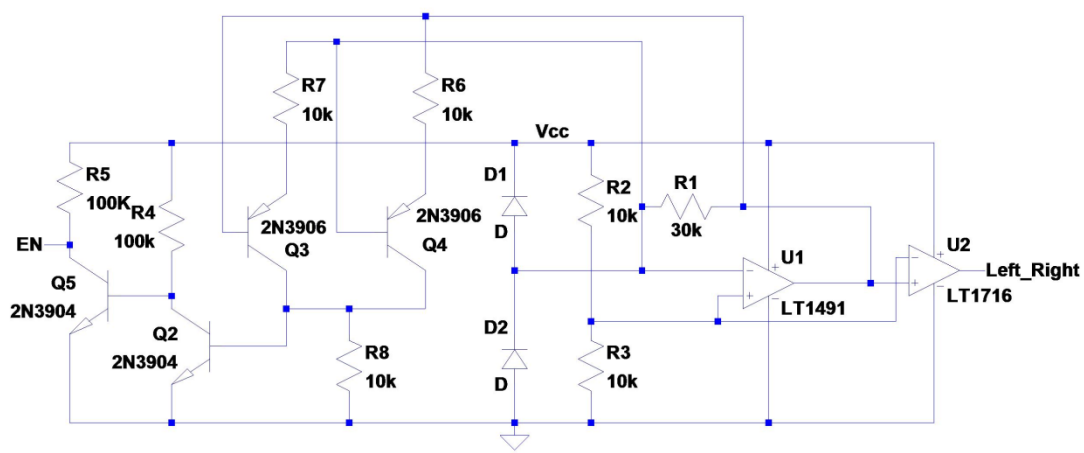 R7
10k
R6
10k
Vcc
R5
100K
R4
100k
D1
D
R2
10k
R1
30k
2N3906
Q3
2N3906
Q4
EN
U1
LT1491
U2
LT1716
Left_Right
Q5
2N3904
Q2
2N3904
R8
10k
D2
D
R3
10k